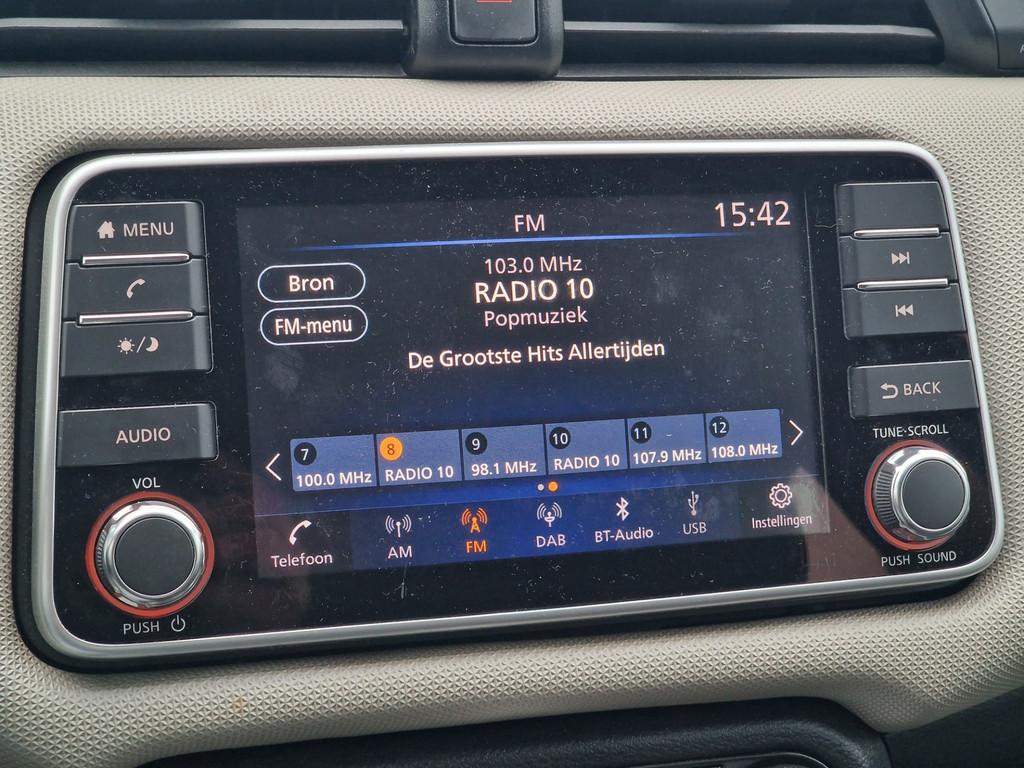 MENU
AUDIO
VOL
PUSH
FM
15:42
Bron
FM-menu
103.0 MHz
RADIO 10
Popmuziek
De Grootste Hits Allertijden
7 8 9 10 11 12
100.0 MHz RADIO 10 98.1 MHz RADIO 10 107.9 MHz 108.0 MHz
Telefoon AM FM DAB BT-Audio USB Instellingen
BACK
TUNE·SCROLL
PUSH SOUND